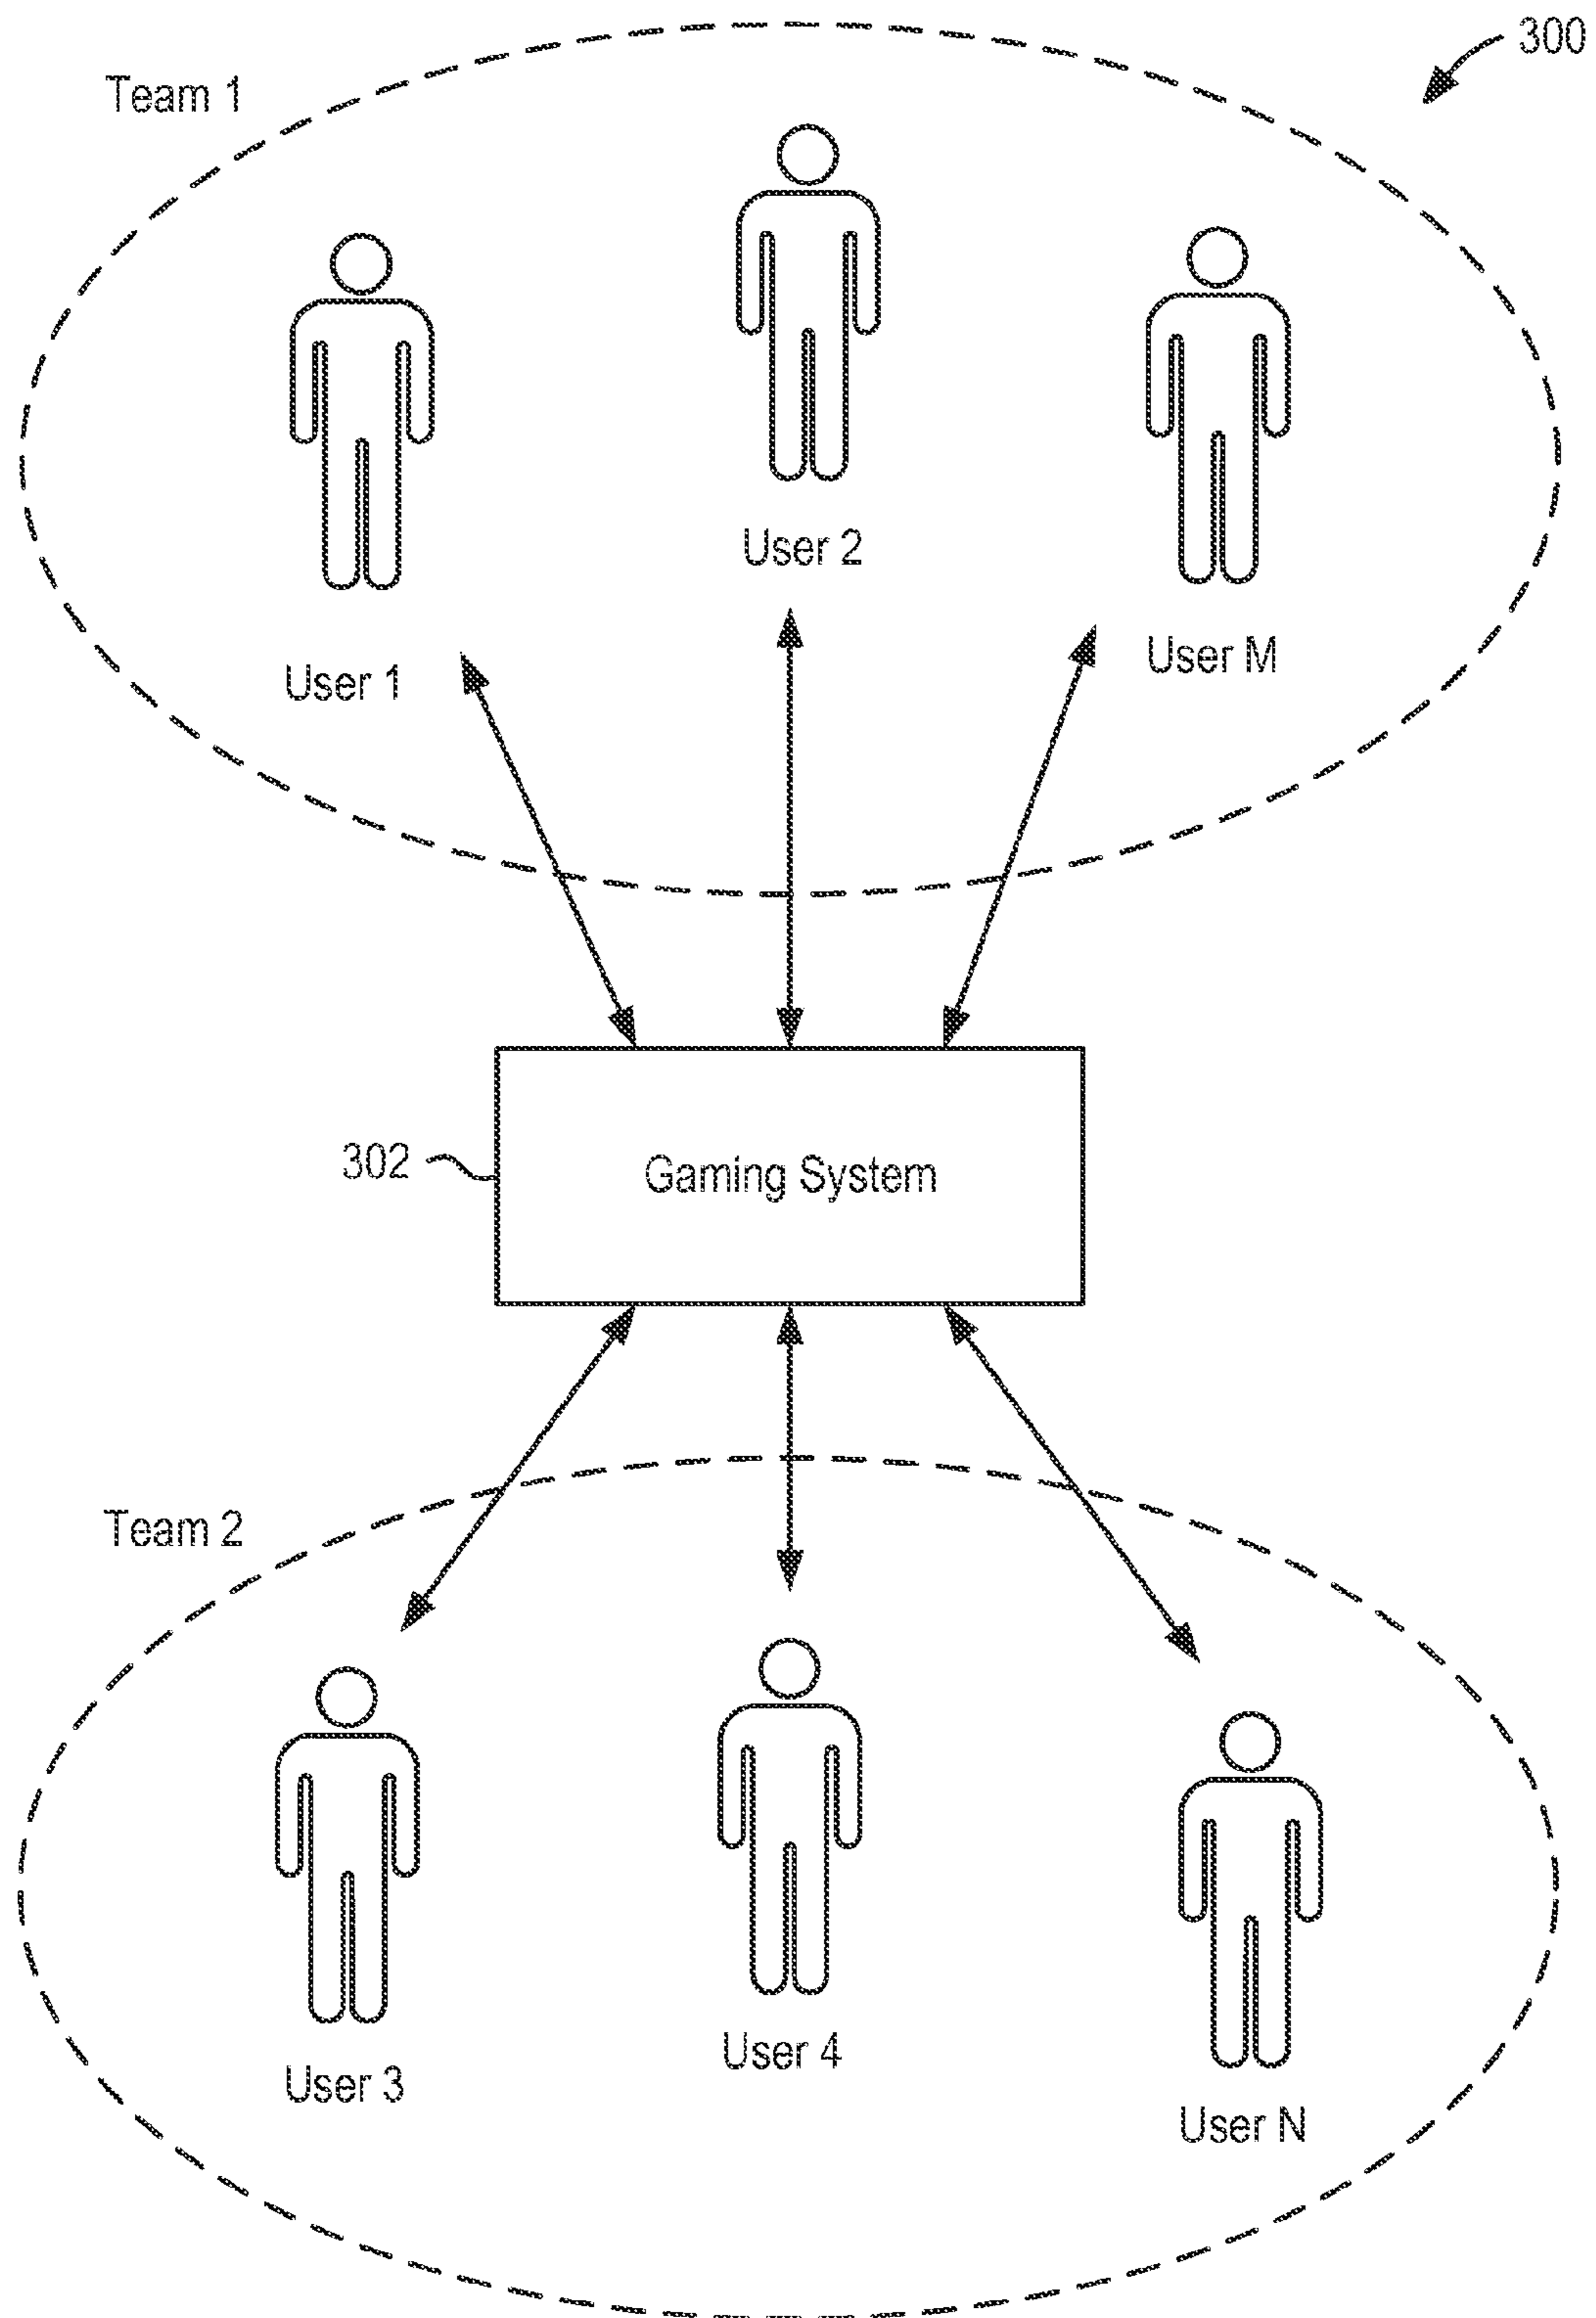 300
Team 1
User 2
User M
User 1
302
Gaming System
Team 2
User 4
User 3
User N